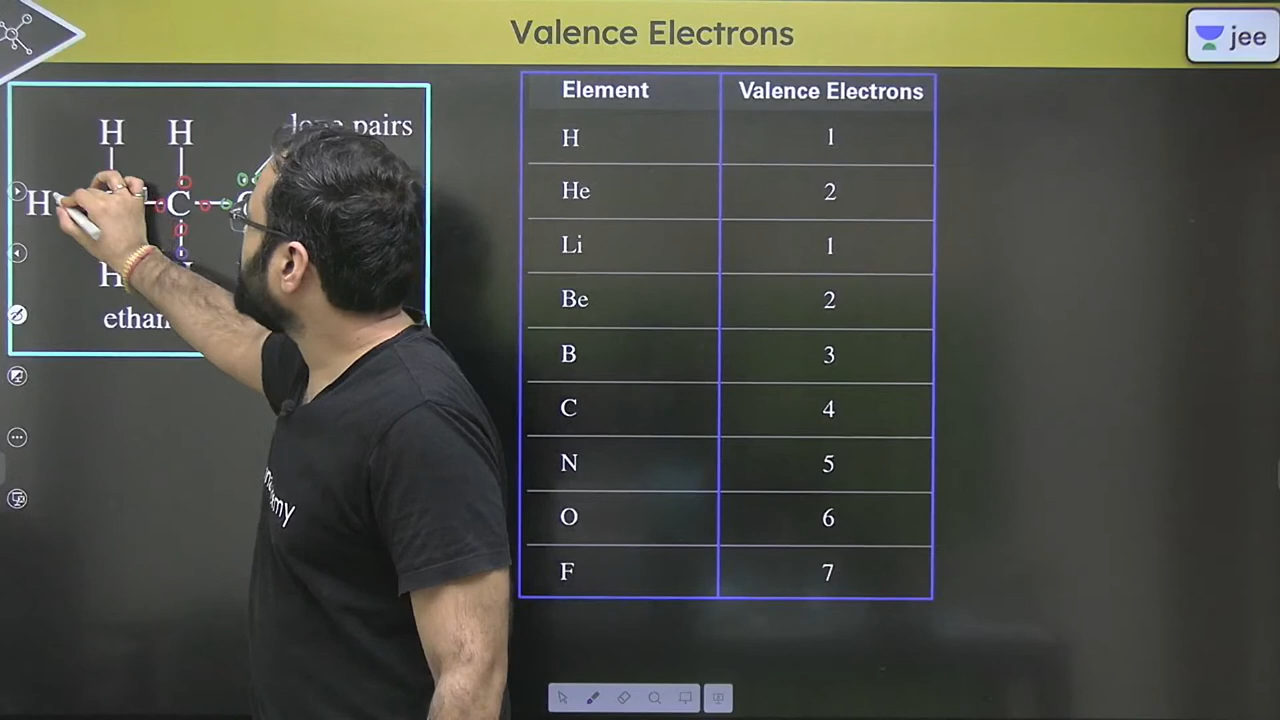 Valence Electrons
jee
H H
pairs
H C
H
Element Valence Electrons
H 1
He 2
Li 1
Be 2
B 3
C 4
N 5
O 6
F 7